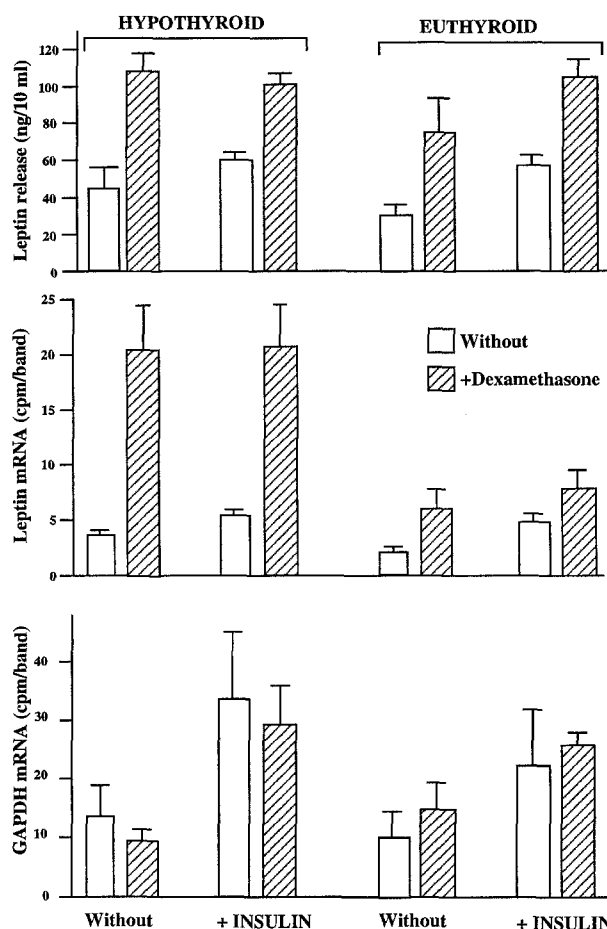 HYPOTHYROID EUTHYROID
Leptin release (ng/10 ml)
120
100
80
60
40
20
0
Leptin mRNA (cpm/band)
25
20
15
10
5
0
Without
+Dexamethasone
GAPDH mRNA (cpm/band)
40
30
20
10
0
Without + INSULIN Without + INSULIN